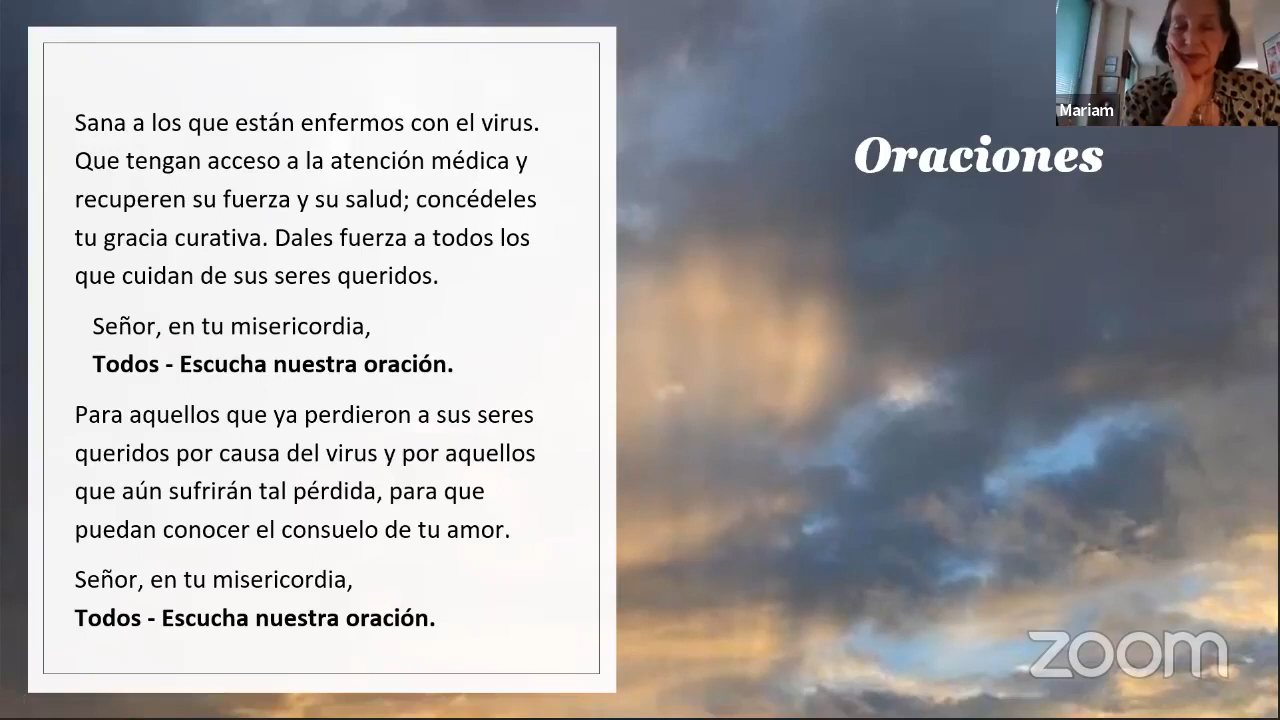 Sana a los que están enfermos con el virus.
Que tengan acceso a la atención médica y
recuperen su fuerza y su salud; concédeles
tu gracia curativa. Dales fuerza a todos los
que cuidan de sus seres queridos.
Señor, en tu misericordia,
Todos - Escucha nuestra oración.
Para aquellos que ya perdieron a sus seres
queridos por causa del virus y por aquellos
que aún sufrirán tal pérdida, para que
puedan conocer el consuelo de tu amor.
Señor, en tu misericordia,
Todos - Escucha nuestra oración.
Oraciones
Mariam
zoom